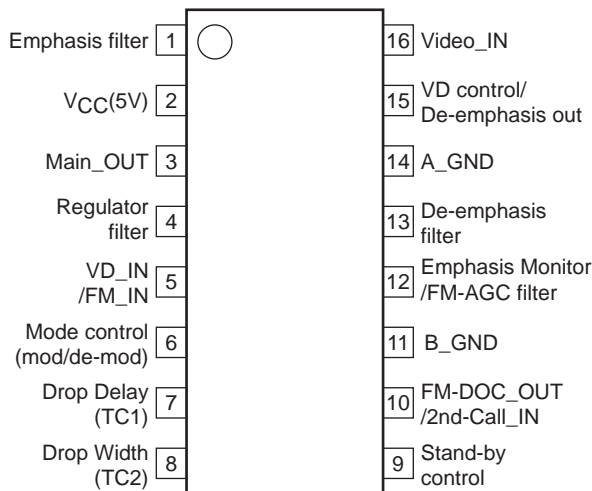 Emphasis filter 1
VCC(5V) 2
Main_OUT 3
Regulator
filter 4
VD_IN
/FM_IN 5
Mode control
(mod/de-mod) 6
Drop Delay
(TC1) 7
Drop Width
(TC2) 8
16 Video_IN
15 VD control/
De-emphasis out
14 A_GND
13 De-emphasis
filter
12 Emphasis Monitor
/FM-AGC filter
11 B_GND
10 FM-DOC_OUT
/2nd-Call_IN
9 Stand-by
control